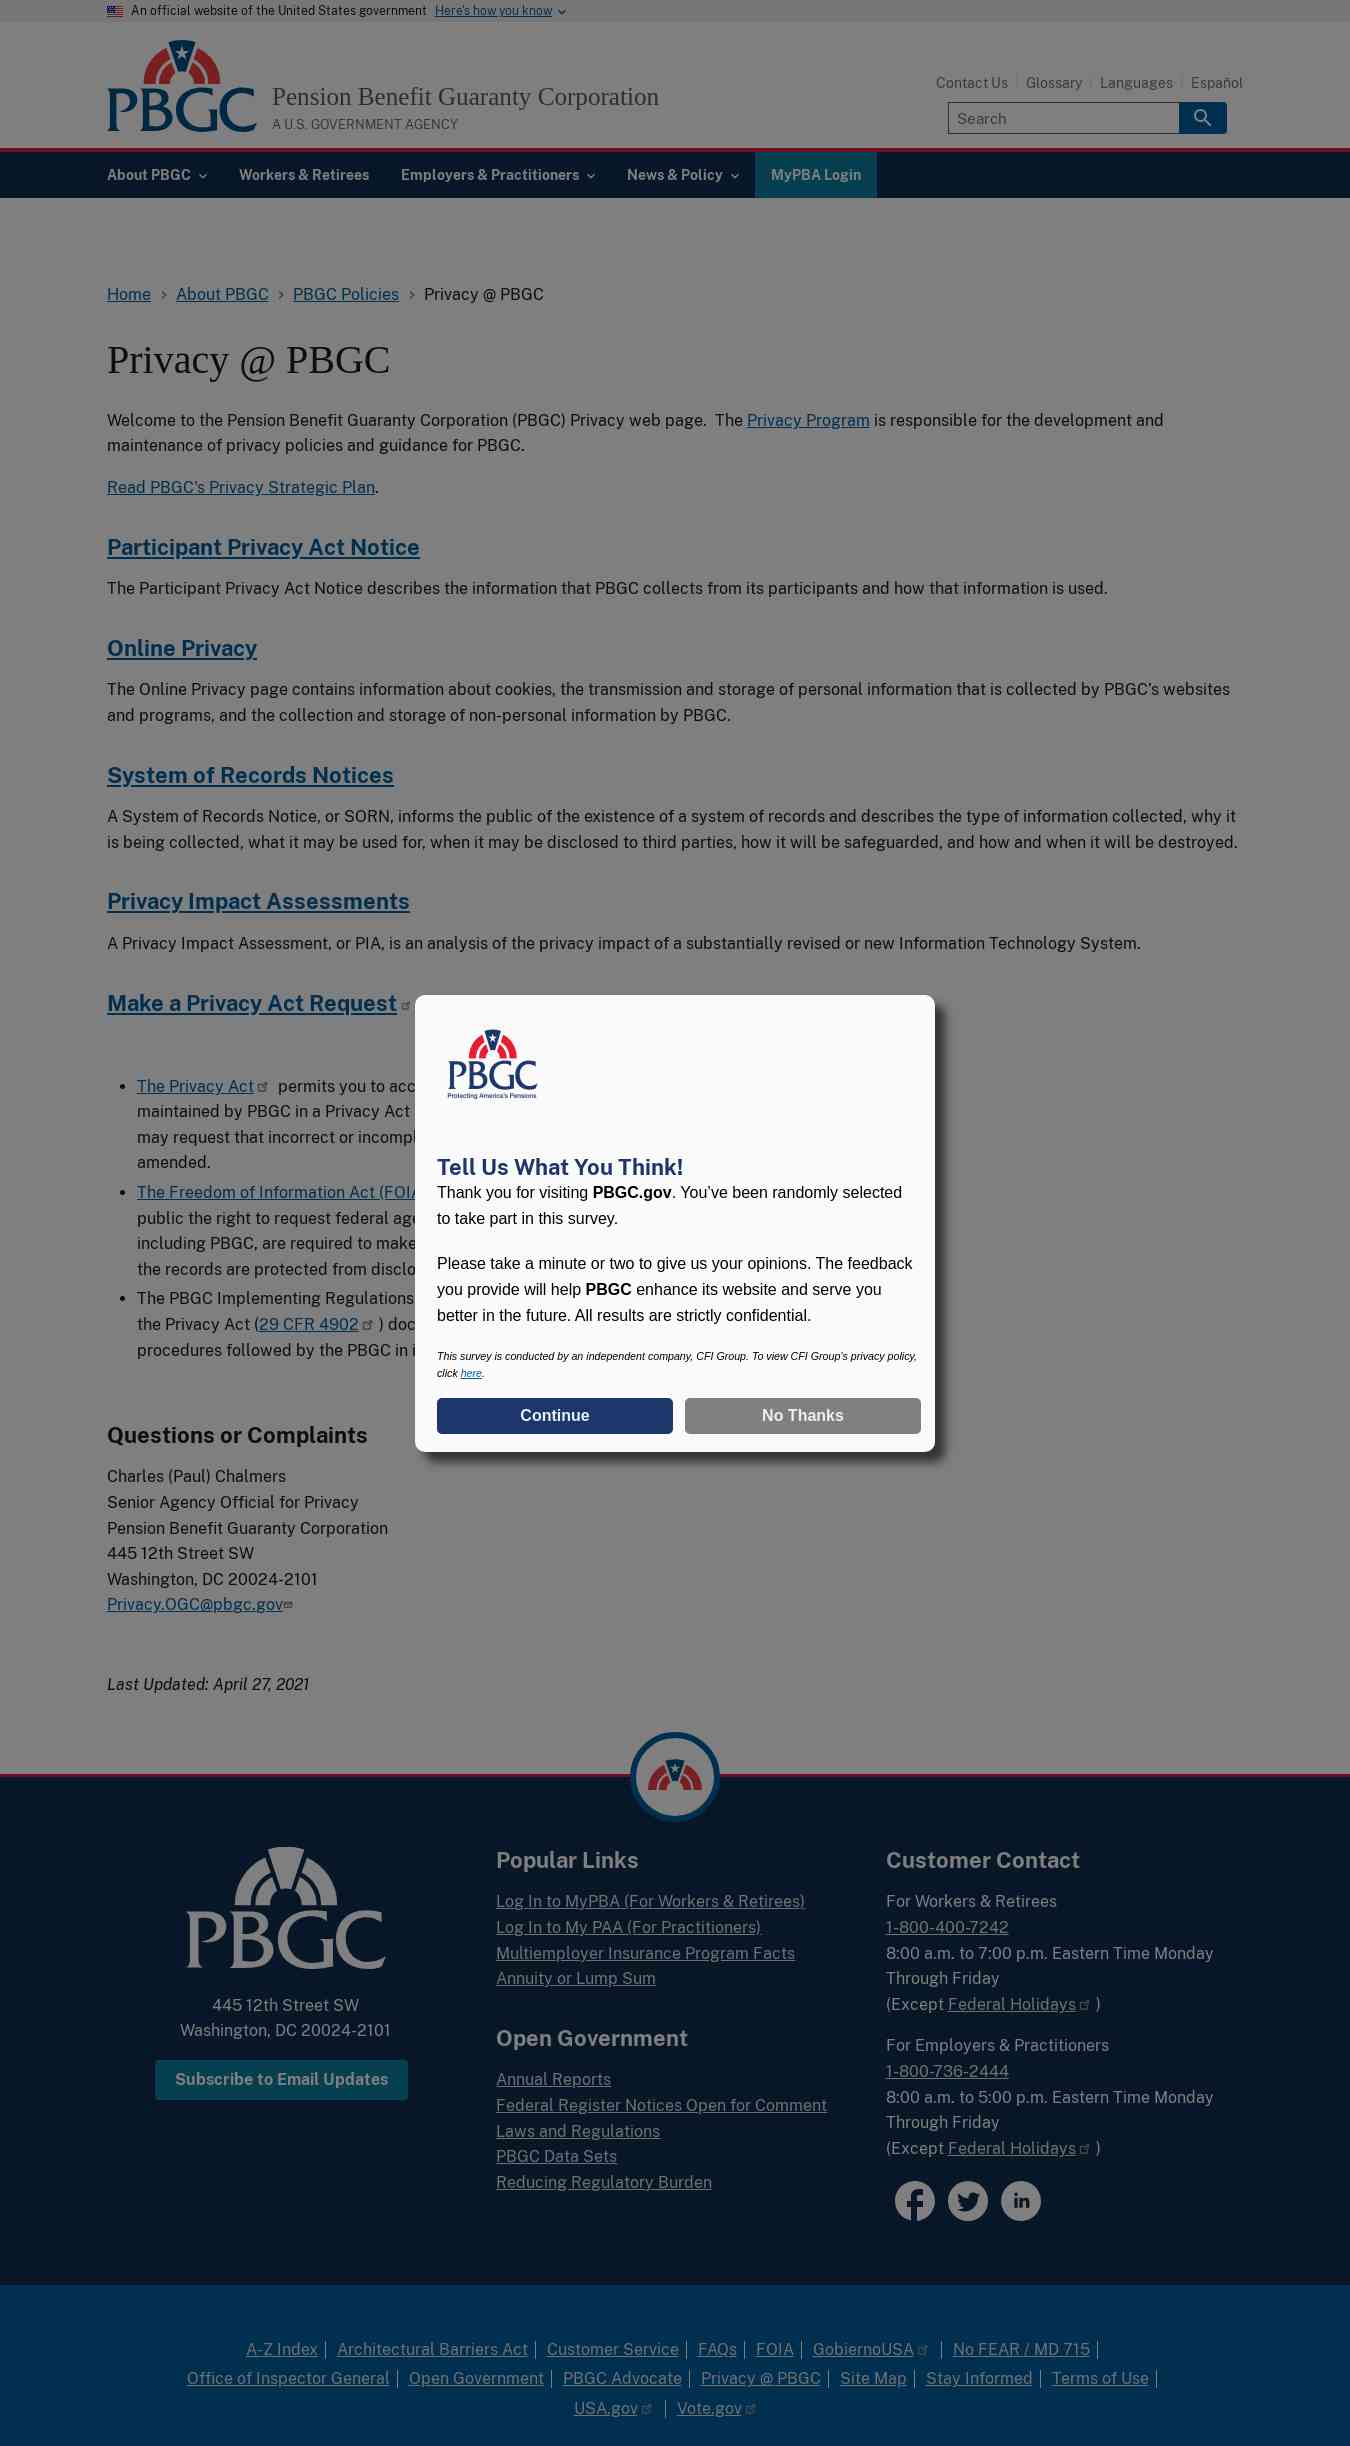 An official website of the United States government Here's how you know
PBGC
Pension Benefit Guaranty Corporation
A U.S. GOVERNMENT AGENCY
Contact Us
Glossary
Languages
Español
Search
About PBGC
Workers & Retirees
Employers & Practitioners
News & Policy
MyPBA Login
Home
About PBGC
PBGC Policies
Privacy @ PBGC
Privacy @ PBGC
Welcome to the Pension Benefit Guaranty Corporation (PBGC) Privacy web page. The Privacy Program is responsible for the development and
maintenance of privacy policies and guidance for PBGC.
Read PBGC's Privacy Strategic Plan.
Participant Privacy Act Notice
The Participant Privacy Act Notice describes the information that PBGC collects from its participants and how that information is used.
Online Privacy
The Online Privacy page contains information about cookies, the transmission and storage of personal information that is collected by PBGC's websites
and programs, and the collection and storage of non-personal information by PBGC.
System of Records Notices
A System of Records Notice, or SORN, informs the public of the existence of a system of records and describes the type of information collected, why it
is being collected, what it may be used for, when it may be disclosed to third parties, how it will be safeguarded, and how and when it will be destroyed.
Privacy Impact Assessments
A Privacy Impact Assessment, or PIA, is an analysis of the privacy impact of a substantially revised or new Information Technology System.
Make a Privacy Act Request
• The Privacy Act permits you to acc
maintained by PBGC in a Privacy Act
may request that incorrect or incompl
amended.
• The Freedom of Information Act (FOIA
public the right to request federal age
including PBGC, are required to make
the records are protected from disclo
• The PBGC Implementing Regulations
the Privacy Act (29 CFR 4902 ) doc
procedures followed by the PBGC in i
PBGC
Protecting America's Pensions
Tell Us What You Think!
Thank you for visiting PBGC.gov. You’ve been randomly selected
to take part in this survey.
Please take a minute or two to give us your opinions. The feedback
you provide will help PBGC enhance its website and serve you
better in the future. All results are strictly confidential.
This survey is conducted by an independent company, CFI Group. To view CFI Group's privacy policy,
click here.
Continue
No Thanks
Questions or Complaints
Charles (Paul) Chalmers
Senior Agency Official for Privacy
Pension Benefit Guaranty Corporation
445 12th Street SW
Washington, DC 20024-2101
Privacy.OGC@pbgc.gov
Last Updated: April 27, 2021
PBGC
445 12th Street SW
Washington, DC 20024-2101
Subscribe to Email Updates
Popular Links
Log In to MyPBA (For Workers & Retirees)
Log In to My PAA (For Practitioners)
Multiemployer Insurance Program Facts
Annuity or Lump Sum
Open Government
Annual Reports
Federal Register Notices Open for Comment
Laws and Regulations
PBGC Data Sets
Reducing Regulatory Burden
Customer Contact
For Workers & Retirees
1-800-400-7242
8:00 a.m. to 7:00 p.m. Eastern Time Monday
Through Friday
(Except Federal Holidays )
For Employers & Practitioners
1-800-736-2444
8:00 a.m. to 5:00 p.m. Eastern Time Monday
Through Friday
(Except Federal Holidays )
in
A-Z Index | Architectural Barriers Act | Customer Service | FAQs | FOIA | GobiernoUSA | No FEAR / MD 715 |
Office of Inspector General | Open Government | PBGC Advocate | Privacy @ PBGC | Site Map | Stay Informed | Terms of Use |
USA.gov | Vote.gov